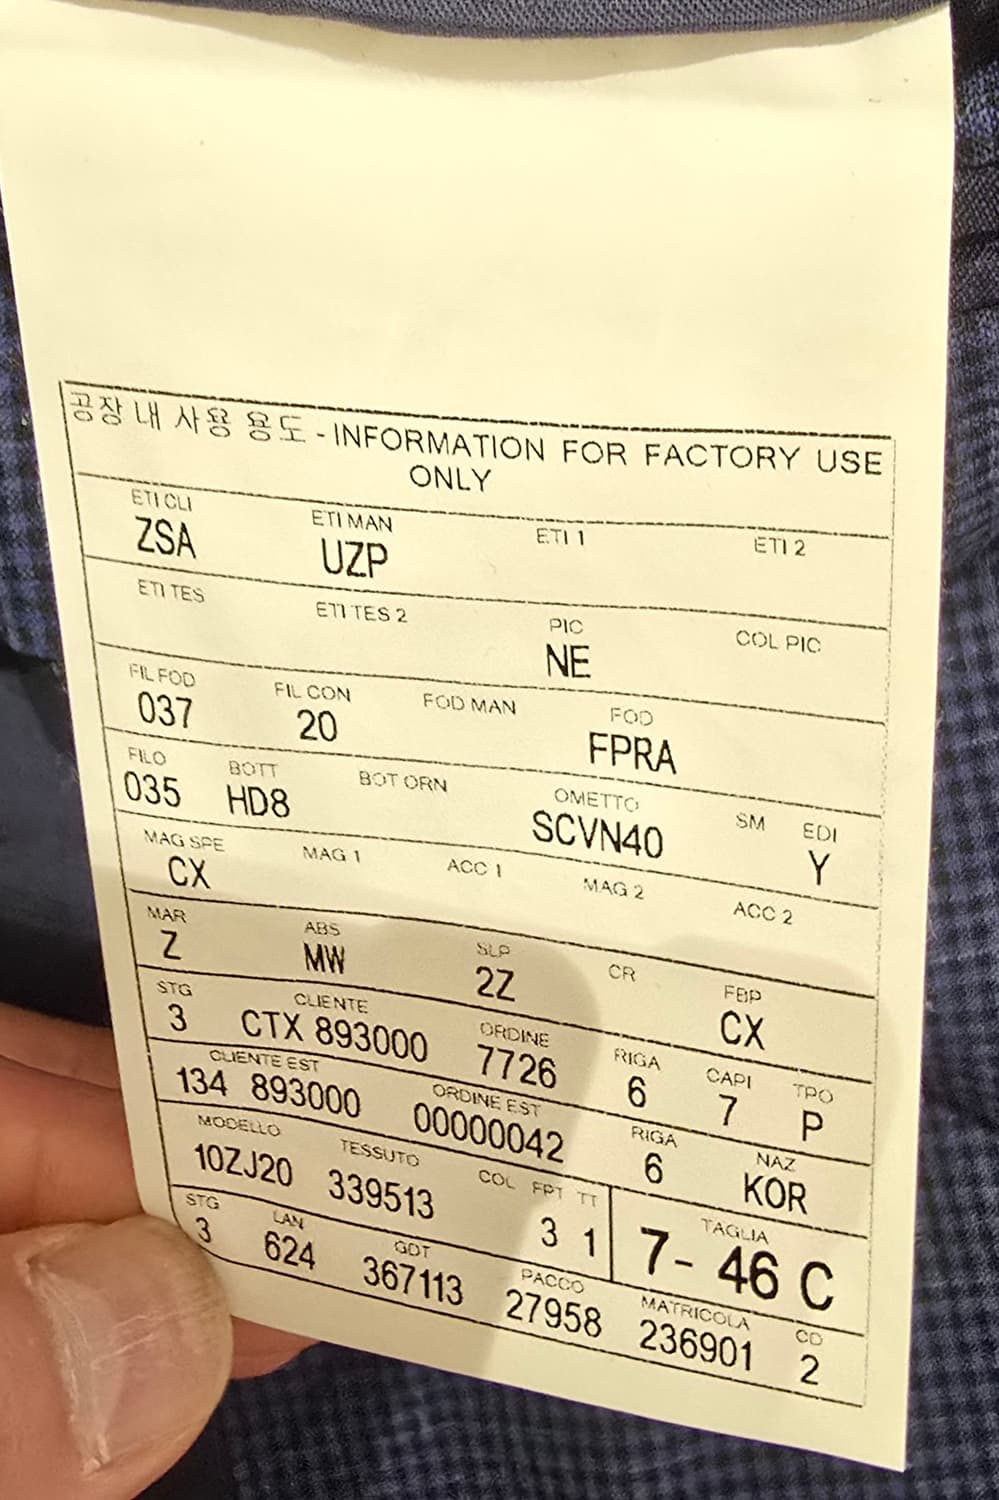 공장 내 사용 용도 - INFORMATION FOR FACTORY USE
ONLY
ETI CLI ETI MAN ETI 1 ETI 2
ZSA UZP
ETI TES ETI TES 2 PIC COL PIC
NE
FIL FOD FIL CON FOD MAN FOD
037 20 FPRA
FILO BOTT BOT ORN OMETTO SM EDI
035 HD8 SCVN40 Y
MAG SPE MAG 1 ACC 1 MAG 2 ACC 2
CX
MAR ABS SLP CR FBP
Z MW 2Z CX
STG CLIENTE ORDINE RIGA CAPI TPO
3 CTX 893000 7726 6 7 P
CLIENTE EST ORDINE EST RIGA NAZ
134 893000 00000042 6 KOR
MODELLO TESSUTO COL FPT TT TAGLIA
10ZJ20 339513 3 1 7- 46 C
STG LAN GDT PACCO MATRICOLA CD
3 624 367113 27958 236901 2